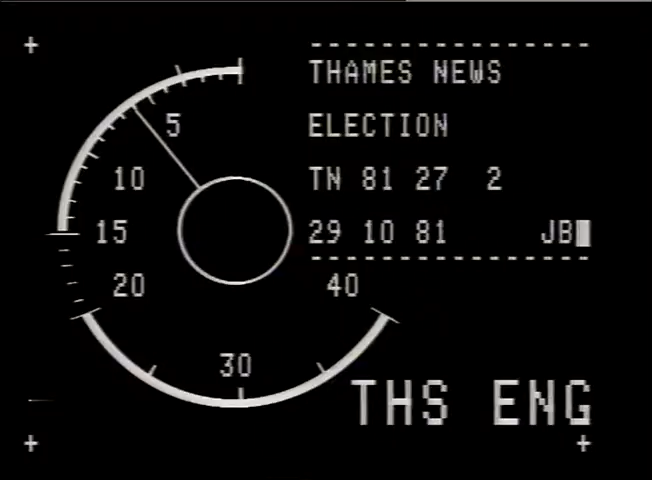 THAMES NEWS
ELECTION
TN 81 27 2
29 10 81 JB
5
10
15
20
30
40
THS ENG